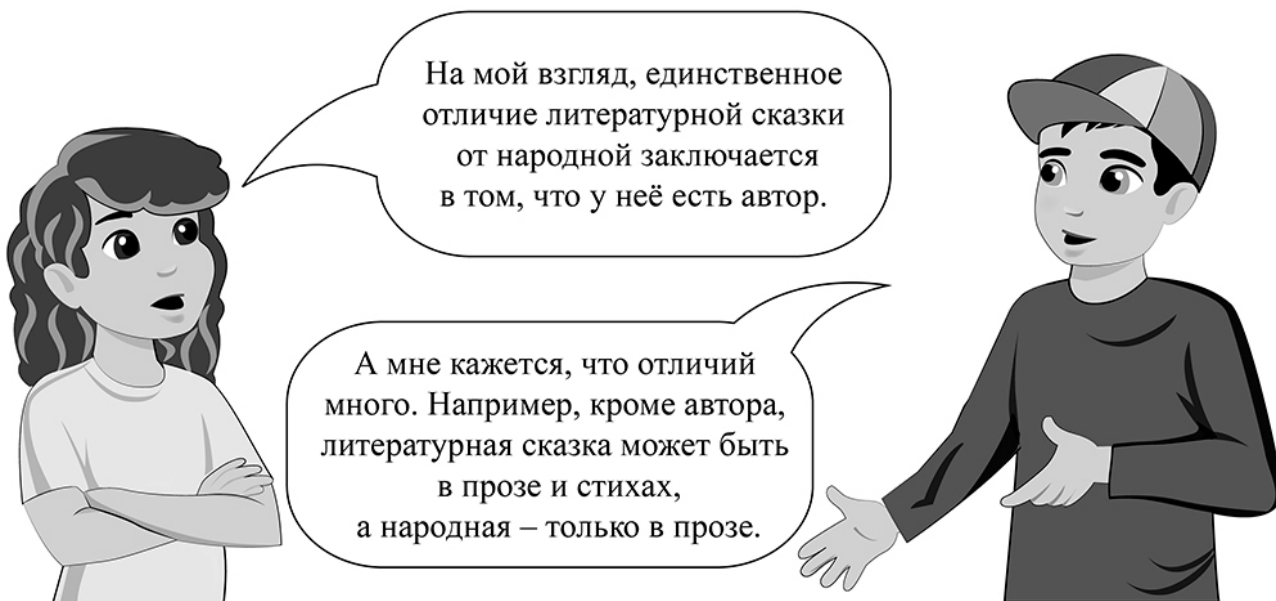 На мой взгляд, единственное
отличие литературной сказки
от народной заключается
в том, что у неё есть автор.
А мне кажется, что отличий
много. Например, кроме автора,
литературная сказка может быть
в прозе и стихах,
а народная – только в прозе.